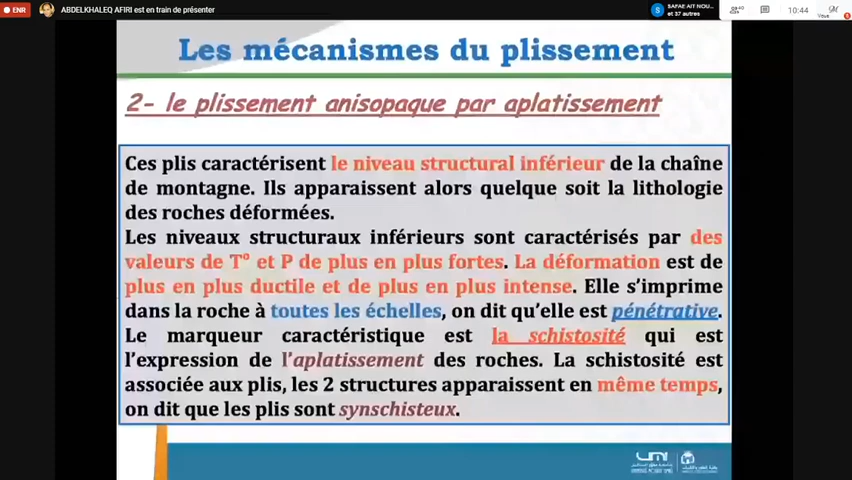 ENR
ABDELKHALEQ AFIRI est en train de présenter
S
SAFAE AIT NOU...
et 37 autres
10:44
Vous
Les mécanismes du plissement
2- le plissement anisopaque par aplatissement
Ces plis caractérisent le niveau structural inférieur de la chaîne
de montagne. Ils apparaissent alors quelque soit la lithologie
des roches déformées.
Les niveaux structuraux inférieurs sont caractérisés par des
valeurs de T° et P de plus en plus fortes. La déformation est de
plus en plus ductile et de plus en plus intense. Elle s’imprime
dans la roche à toutes les échelles, on dit qu’elle est pénétrative.
Le marqueur caractéristique est la schistosité qui est
l’expression de l’aplatissement des roches. La schistosité est
associée aux plis, les 2 structures apparaissent en même temps,
on dit que les plis sont synschisteux.